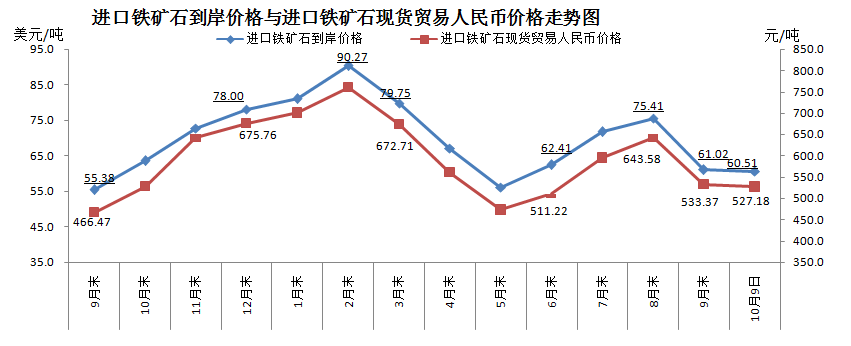 进口铁矿石到岸价格与进口铁矿石现货贸易人民币价格走势图
美元/吨
元/吨
进口铁矿石到岸价格
进口铁矿石现货贸易人民币价格
95.0
85.0
75.0
65.0
55.0
45.0
35.0
850.0
800.0
750.0
700.0
650.0
600.0
550.0
500.0
450.0
400.0
350.0
55.38
78.00
90.27
79.75
62.41
75.41
61.02
60.51
466.47
675.76
672.71
511.22
643.58
533.37
527.18
9月末
10月末
11月末
12月末
1月末
2月末
3月末
4月末
5月末
6月末
7月末
8月末
9月末
10月9日